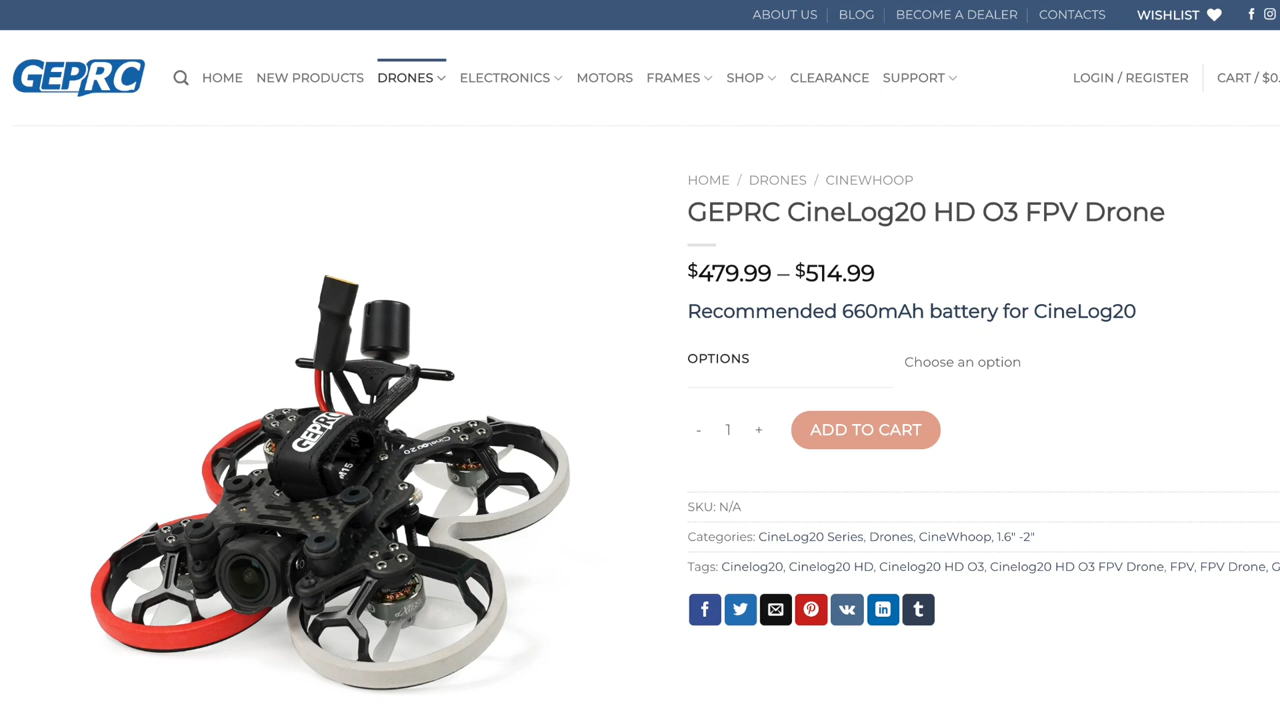 ABOUT US
BLOG
BECOME A DEALER
CONTACTS
WISHLIST
GEPRC
HOME
NEW PRODUCTS
DRONES
ELECTRONICS
MOTORS
FRAMES
SHOP
CLEARANCE
SUPPORT
LOGIN / REGISTER
CART / $0.
HOME / DRONES / CINEWHOOP
GEPRC CineLog20 HD O3 FPV Drone
$479.99 – $514.99
Recommended 660mAh battery for CineLog20
OPTIONS
Choose an option
- 1 +
ADD TO CART
SKU: N/A
Categories: CineLog20 Series, Drones, CineWhoop, 1.6" -2"
Tags: Cinelog20, Cinelog20 HD, Cinelog20 HD O3, Cinelog20 HD O3 FPV Drone, FPV, FPV Drone, G
GEPRC
CineLog 20
M15